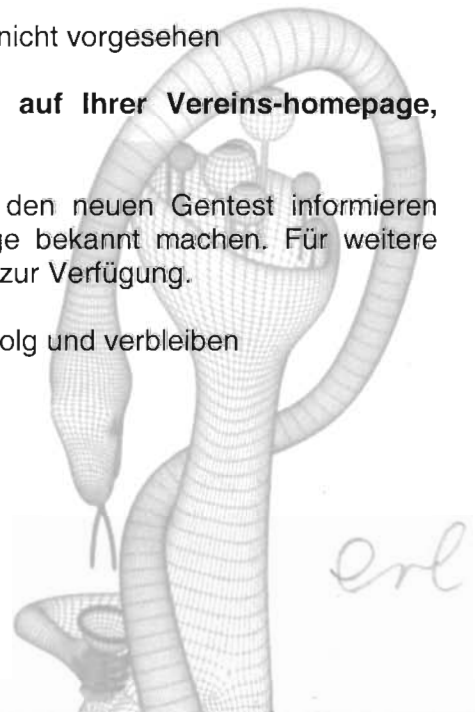 nicht vorgesehen
auf Ihrer Vereins-homepage,
den neuen Gentest informieren
ge bekannt machen. Für weitere
zur Verfügung.
olg und verbleiben
erl